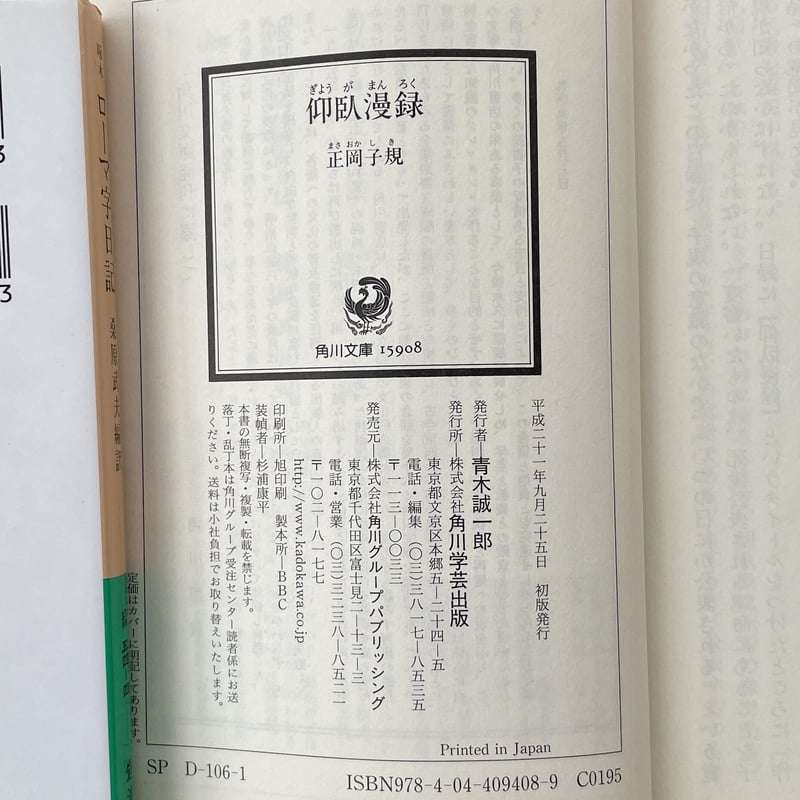 ぎようがまんろく
仰臥漫録
まさおかしき
正岡子規
角川文庫 15908
平成二十一年九月二十五日　初版発行
発行者―青木誠一郎
発行所―株式会社角川学芸出版
東京都文京区本郷五―二十四―五
電話・編集（〇三）三八一七―八五三五
〒一一三―〇〇三三
発売元―株式会社角川グループパブリッシング
東京都千代田区富士見二―十三―三
電話・営業（〇三）三二三八―八五二一
〒一〇二―八一七七
http://www.kadokawa.co.jp
印刷所―旭印刷　製本所―BBC
装幀者―杉浦康平
本書の無断複写・複製・転載を禁じます。
落丁・乱丁本は角川グループ受注センター読者係にお送
りください。送料は小社負担でお取り替えいたします。
定価はカバーに明記してあります。
Printed in Japan
SP D-106-1
ISBN978-4-04-409408-9 C0195
啄木
ローマ字日記
桑原武夫編訳
3
3